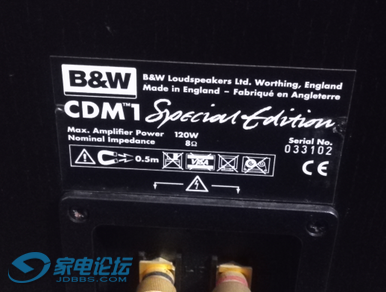 B&W
B&W Loudspeakers Ltd. Worthing, England
Made in England - Fabriqué en Angleterre
CDM™1 Special Edition
Max. Amplifier Power 120W
Nominal Impedance 8Ω
Serial No.
033102
0.5m
CE
家电论坛
JDBBS.COM